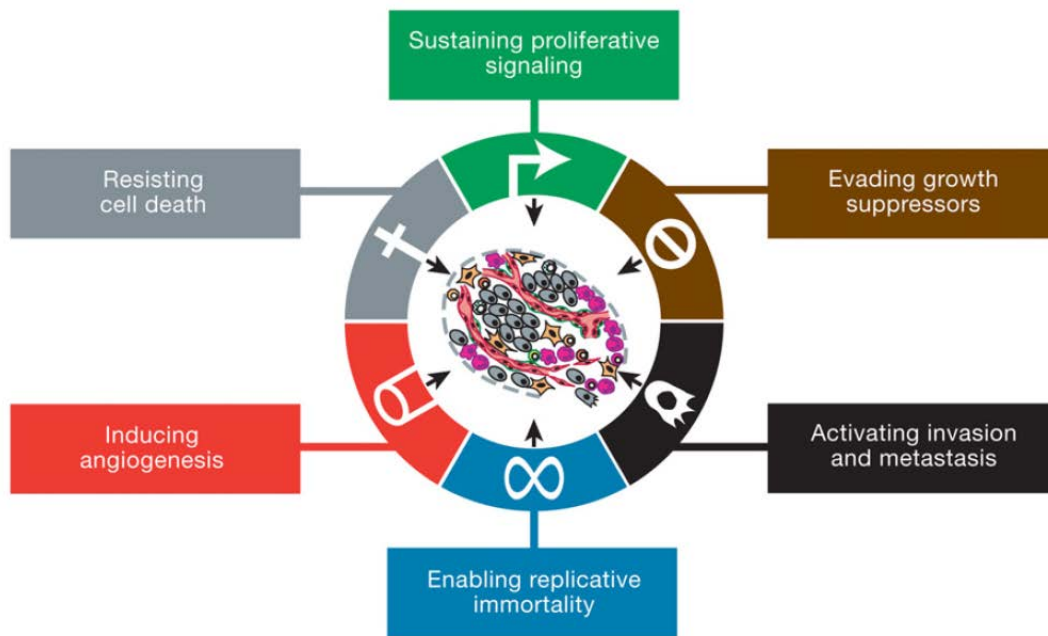 Sustaining proliferative
signaling
Resisting
cell death
Evading growth
suppressors
Inducing
angiogenesis
Activating invasion
and metastasis
Enabling replicative
immortality